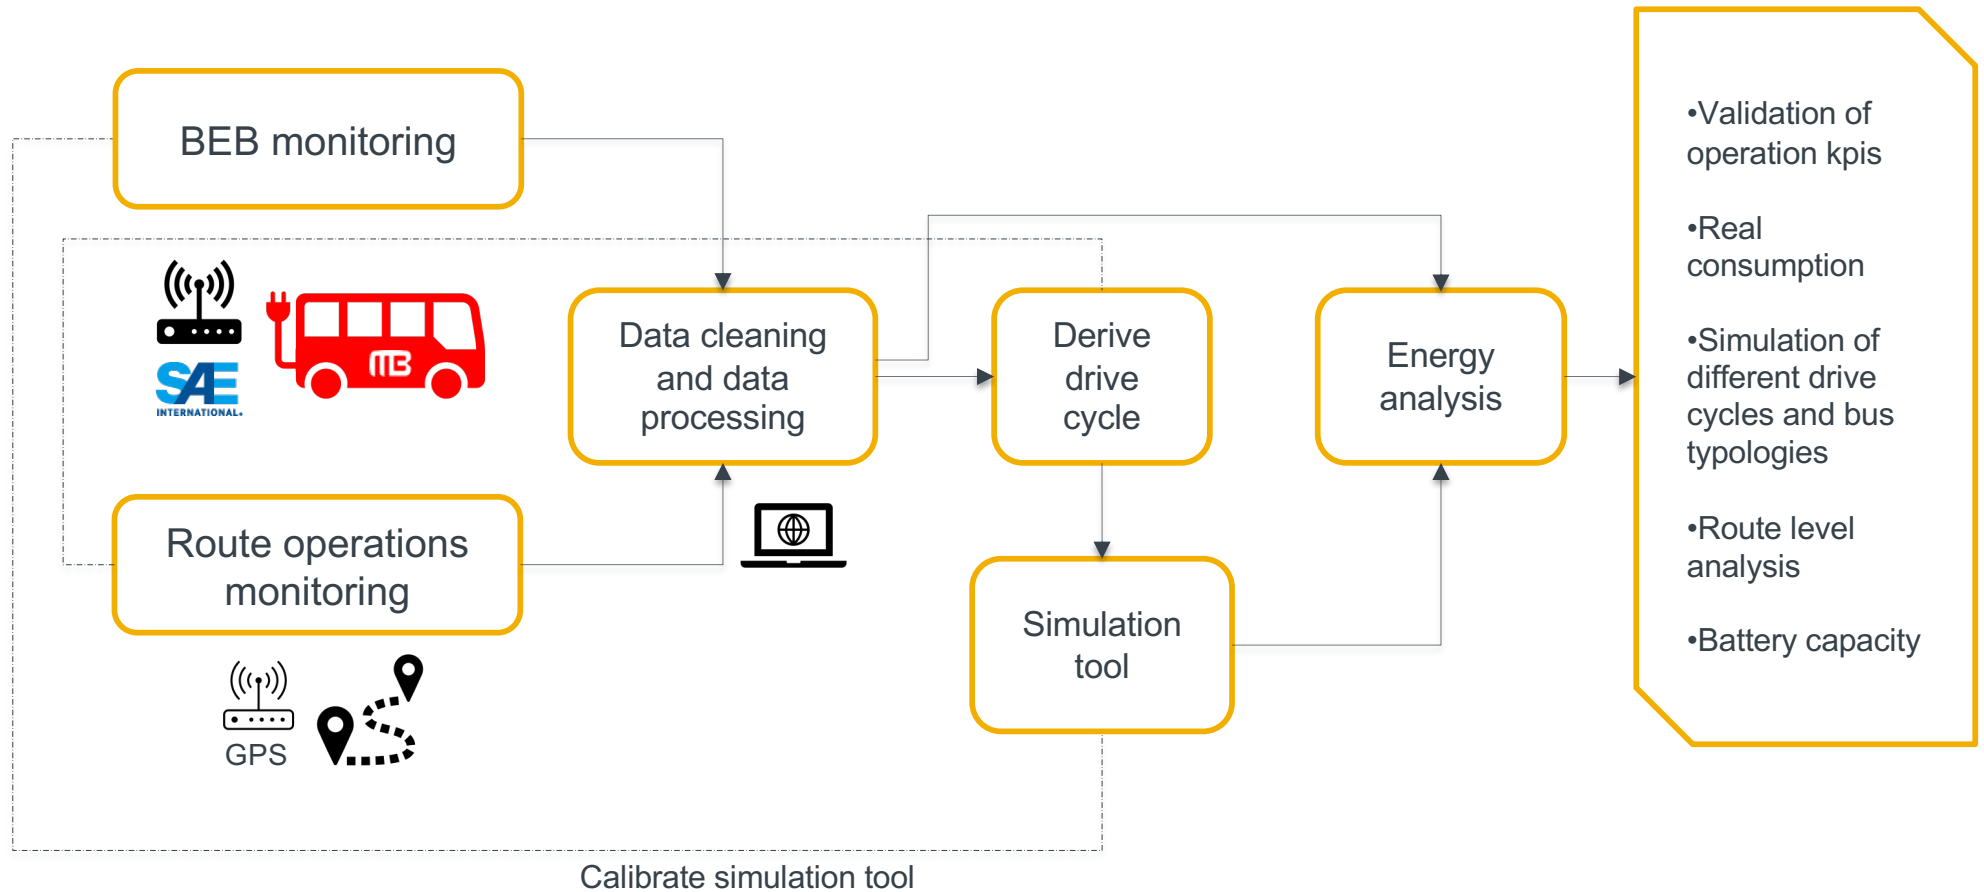 BEB monitoring
SAE
INTERNATIONAL.
MB
Route operations
monitoring
GPS
Data cleaning
and data
processing
Derive
drive
cycle
Simulation
tool
Energy
analysis
•Validation of
operation kpis
•Real
consumption
•Simulation of
different drive
cycles and bus
typologies
•Route level
analysis
•Battery capacity
Calibrate simulation tool